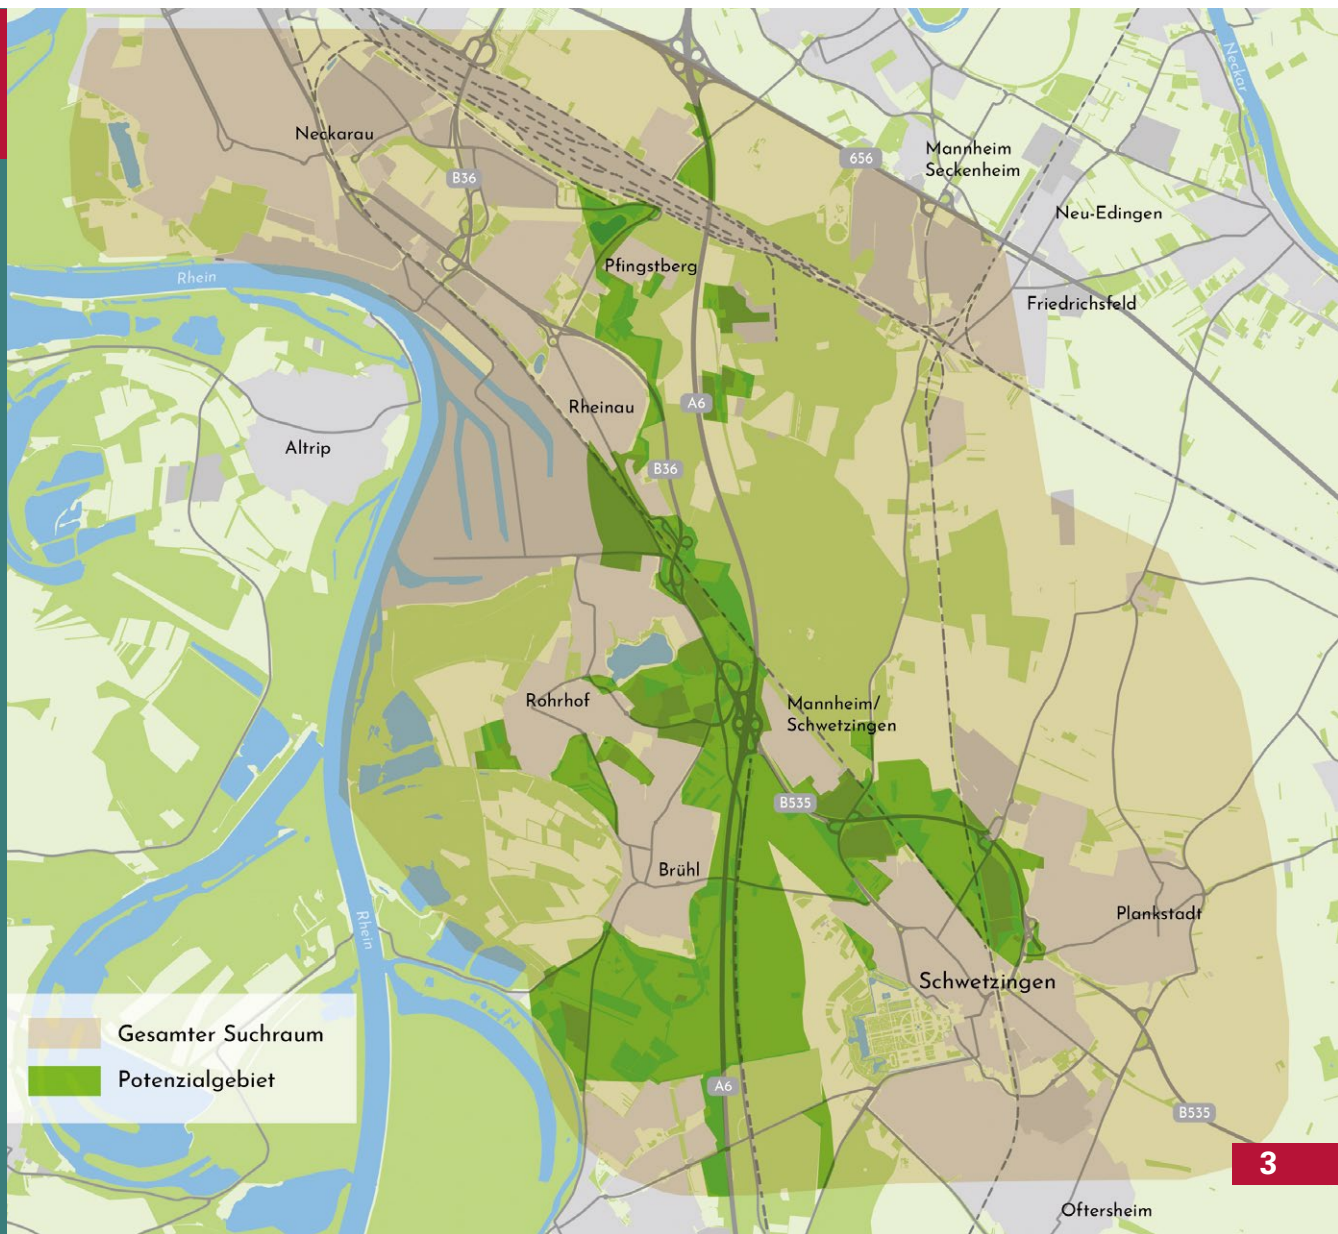 Neckar
Neckarau
656
Mannheim
Seckenheim
B36
Neu-Edingen
Pfingstberg
Rhein
Friedrichsfeld
Rheinau
A6
Altrip
B36
Rohrhof
Mannheim/
Schwetzingen
B535
Brühl
Rhein
Plankstadt
Schwetzingen
Gesamter Suchraum
Potenzialgebiet
A6
B535
3
Oftersheim